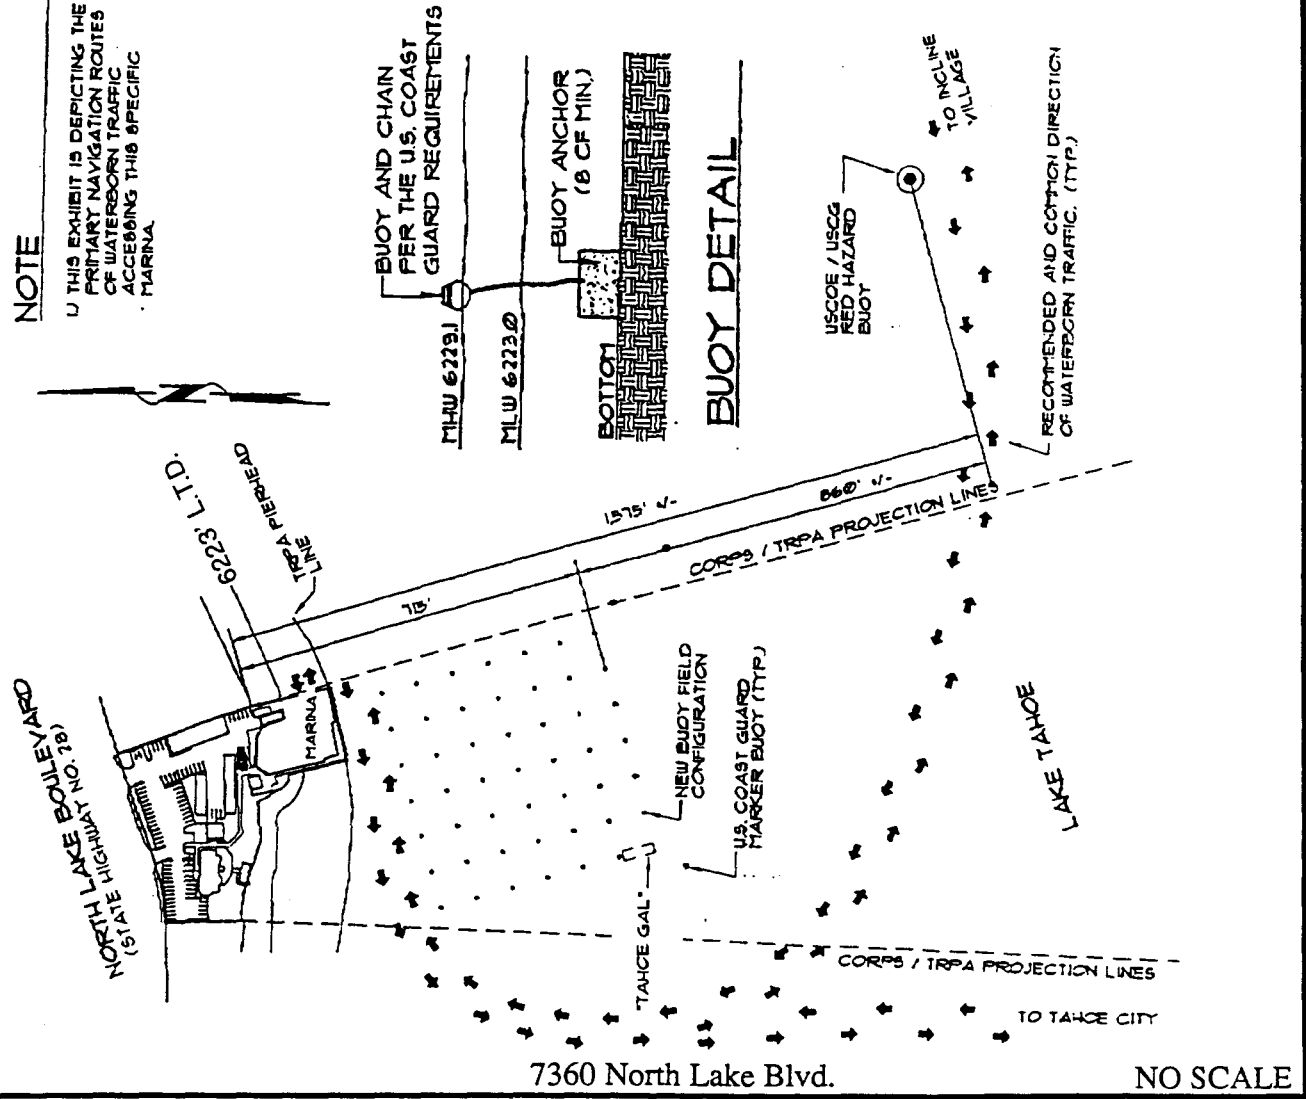 NOTE
1) THIS EXHIBIT IS DEPICTING THE
PRIMARY NAVIGATION ROUTES
OF WATERBORN TRAFFIC
ACCESSING THIS SPECIFIC
MARINA.
BUOY AND CHAIN
PER THE U.S. COAST
GUARD REQUIREMENTS
MHW 6229.1
MLW 6223.0
BUOY ANCHOR
(8 CF MIN.)
BOTTOM
BUOY DETAIL
TO INCLINE
VILLAGE
USCOE / USCG
RED HAZARD
BUOY
RECOMMENDED AND COMMON DIRECTION
OF WATERBORN TRAFFIC. (TYP.)
6223' L.T.D.
TRPA PIERHEAD
LINE
1,575' +/-
860' +/-
713'
CORPS / TRPA PROJECTION LINES
NORTH LAKE BOULEVARD
(STATE HIGHWAY NO. 28)
MARINA
NEW BUOY FIELD
CONFIGURATION
U.S. COAST GUARD
MARKER BUOY (TYP.)
"TAHOE GAL"
LAKE TAHOE
CORPS / TRPA PROJECTION LINES
TO TAHOE CITY
7360 North Lake Blvd.
NO SCALE